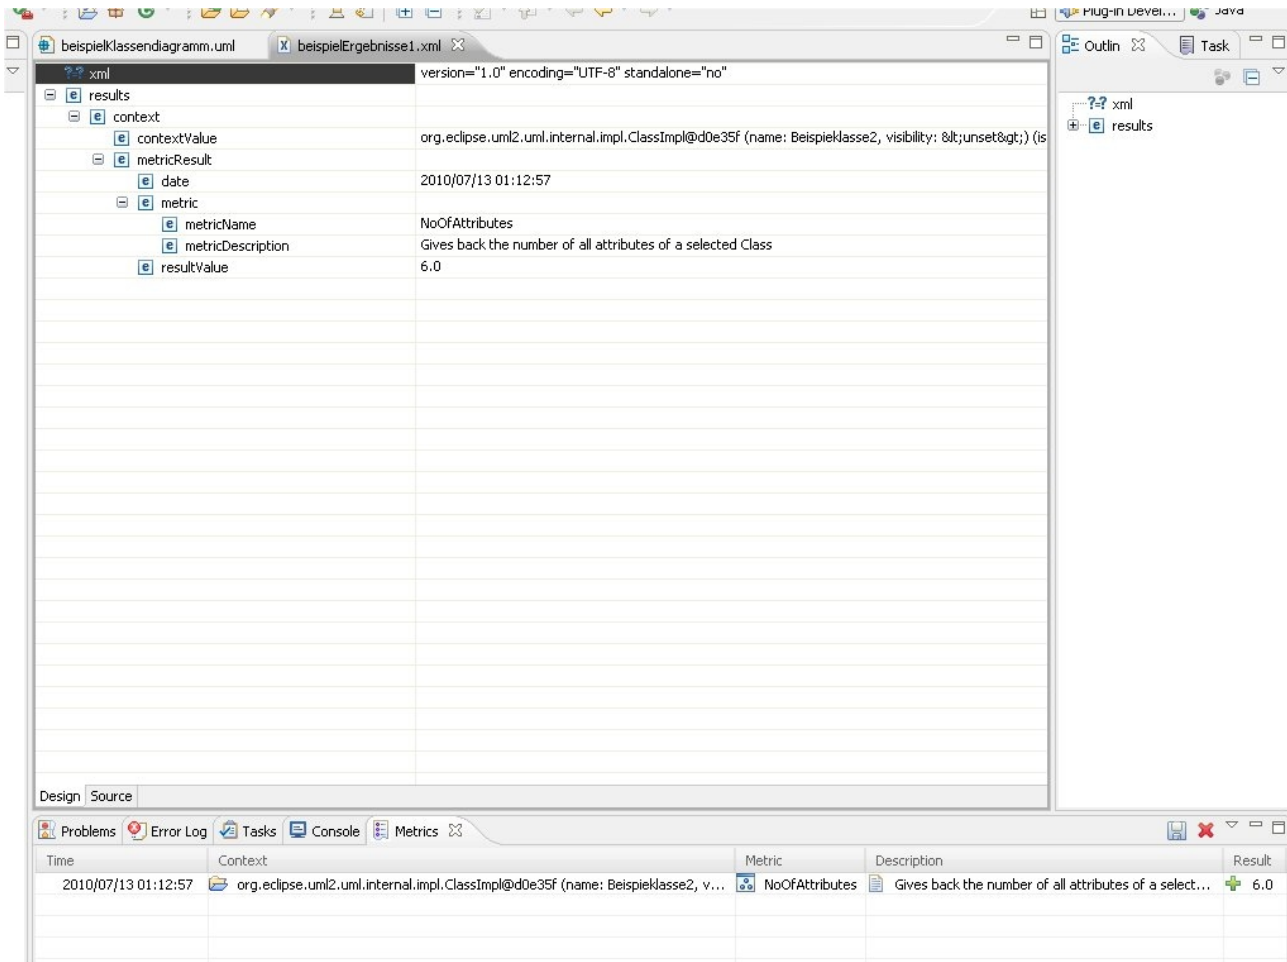 Plug-in Devel... Java
beispielKlassendiagramm.uml beispielErgebnisse1.xml Outlin Task
?=? xml version="1.0" encoding="UTF-8" standalone="no"
e results
e context
e contextValue org.eclipse.uml2.uml.internal.impl.ClassImpl@d0e35f (name: Beispieklasse2, visibility: &lt;unset&gt;) (is
e metricResult
e date 2010/07/13 01:12:57
e metric
e metricName NoOfAttributes
e metricDescription Gives back the number of all attributes of a selected Class
e resultValue 6.0
?=? xml
e results
Design Source
Problems Error Log Tasks Console Metrics
Time Context Metric Description Result
2010/07/13 01:12:57 org.eclipse.uml2.uml.internal.impl.ClassImpl@d0e35f (name: Beispieklasse2, v... NoOfAttributes Gives back the number of all attributes of a select... 6.0